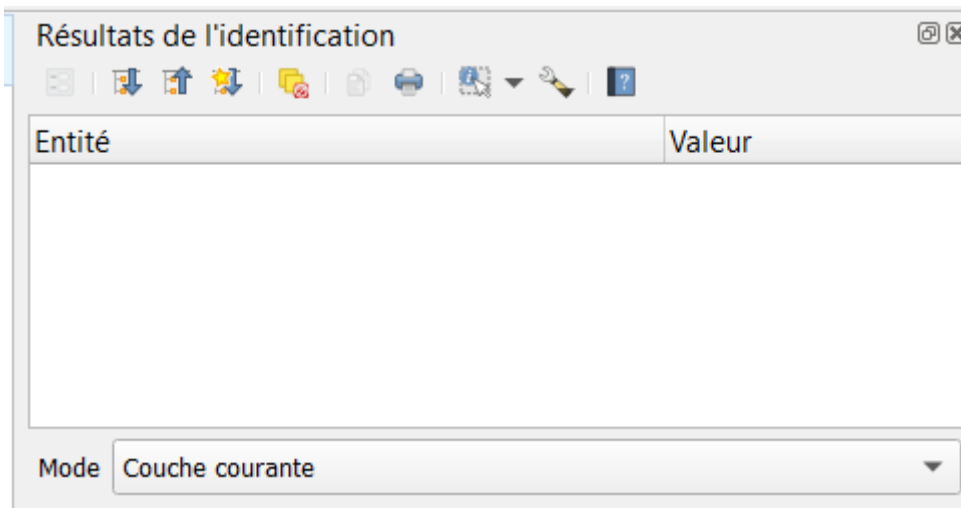 Résultats de l'identification
Entité Valeur
Mode Couche courante